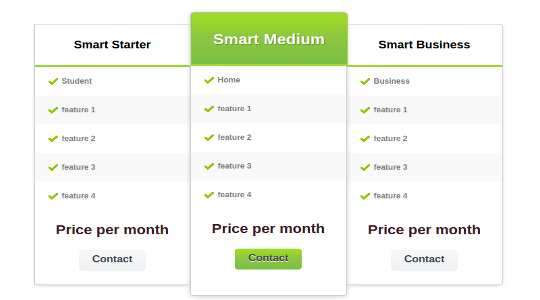 Smart Starter
Student
feature 1
feature 2
feature 3
feature 4
Price per month
Contact
Smart Medium
Home
feature 1
feature 2
feature 3
feature 4
Price per month
Contact
Smart Business
Business
feature 1
feature 2
feature 3
feature 4
Price per month
Contact